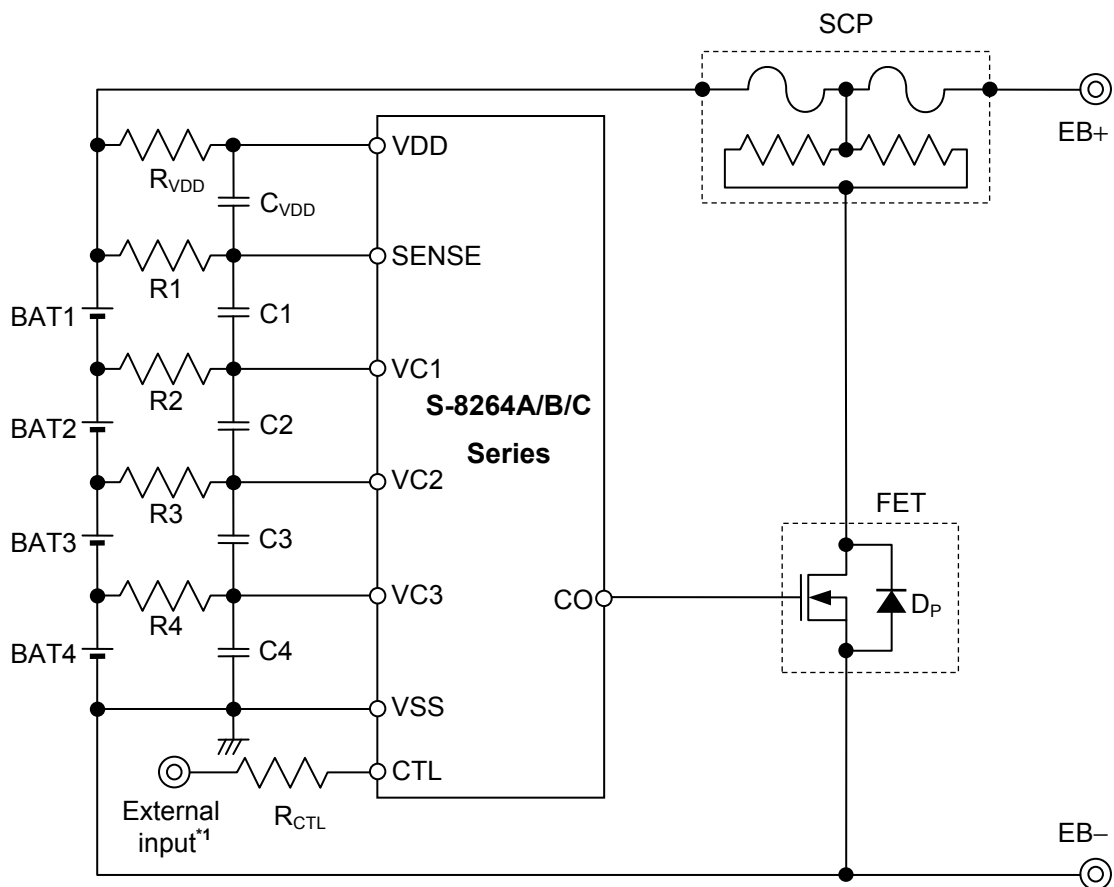 SCP
EB+
VDD
RVDD
CVDD
SENSE
R1
BAT1
C1
VC1
R2
S-8264A/B/C
Series
BAT2
C2
VC2
R3
FET
BAT3
C3
VC3
CO
DP
R4
BAT4
C4
VSS
CTL
External
input*1
RCTL
EB−